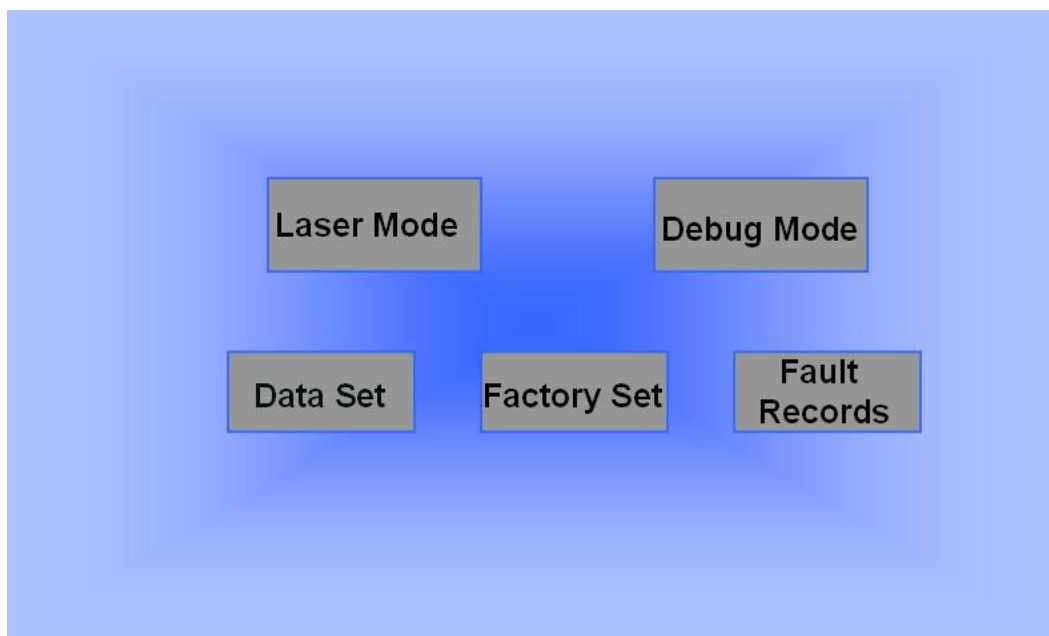 Laser Mode
Debug Mode
Data Set
Factory Set
Fault
Records